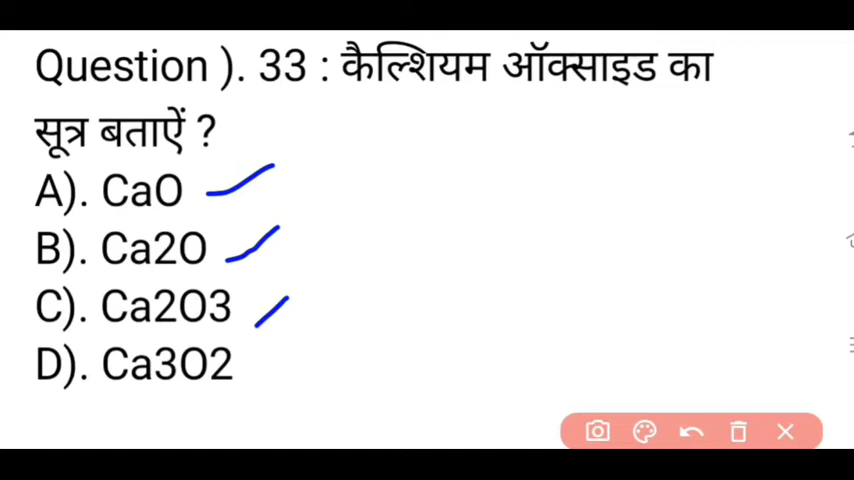 Question ). 33 : कैल्शियम ऑक्साइड का
सूत्र बताऐं ?
A). CaO
B). Ca2O
C). Ca2O3
D). Ca3O2